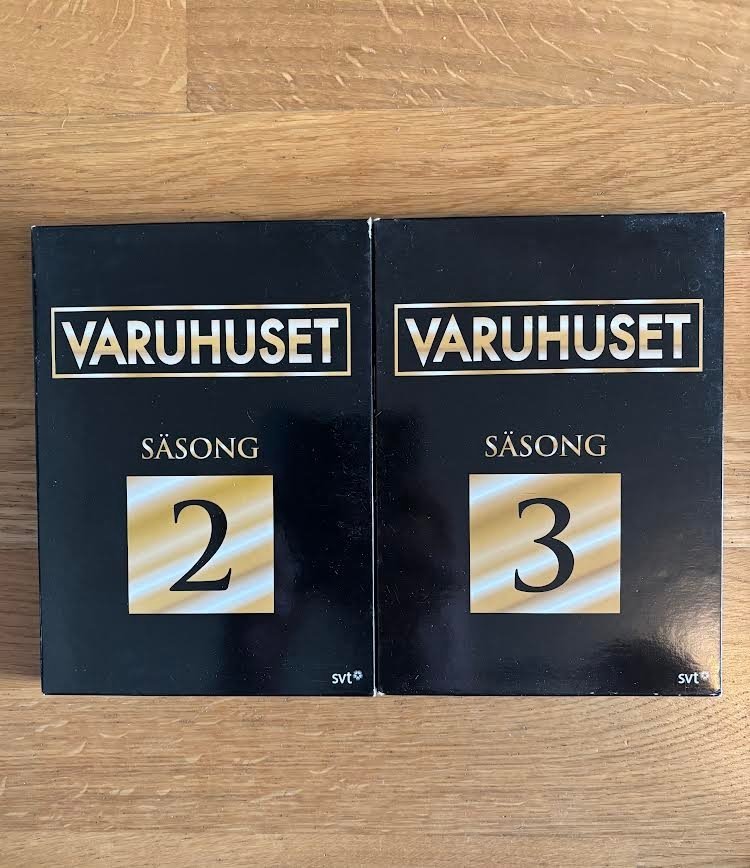 VARUHUSET
SÄSONG
2
svt
VARUHUSET
SÄSONG
3
svt